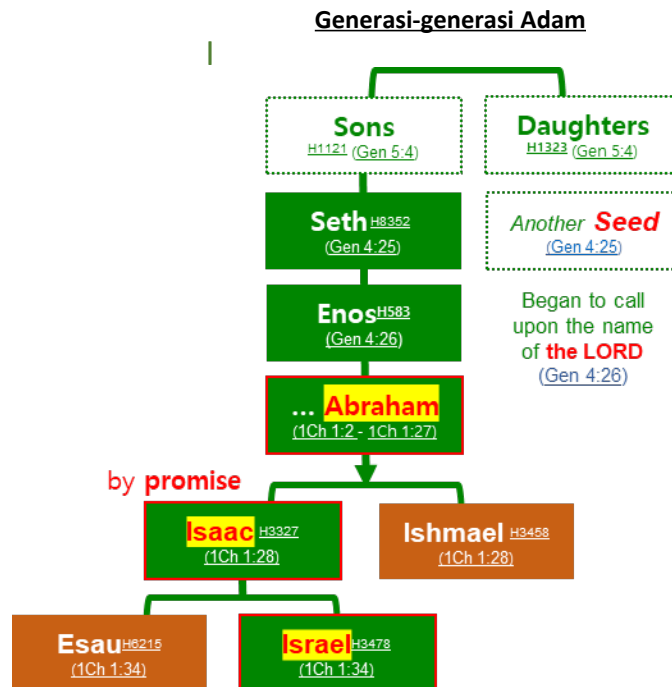 Generasi-generasi Adam
Sons
H1121 (Gen 5:4)
Daughters
H1323 (Gen 5:4)
Seth H8352
(Gen 4:25)
Another Seed
(Gen 4:25)
Enos H583
(Gen 4:26)
Began to call
upon the name
of the LORD
(Gen 4:26)
... Abraham
(1Ch 1:2 - 1Ch 1:27)
by promise
Isaac H3327
(1Ch 1:28)
Ishmael H3458
(1Ch 1:28)
Esau H6215
(1Ch 1:34)
Israel H3478
(1Ch 1:34)